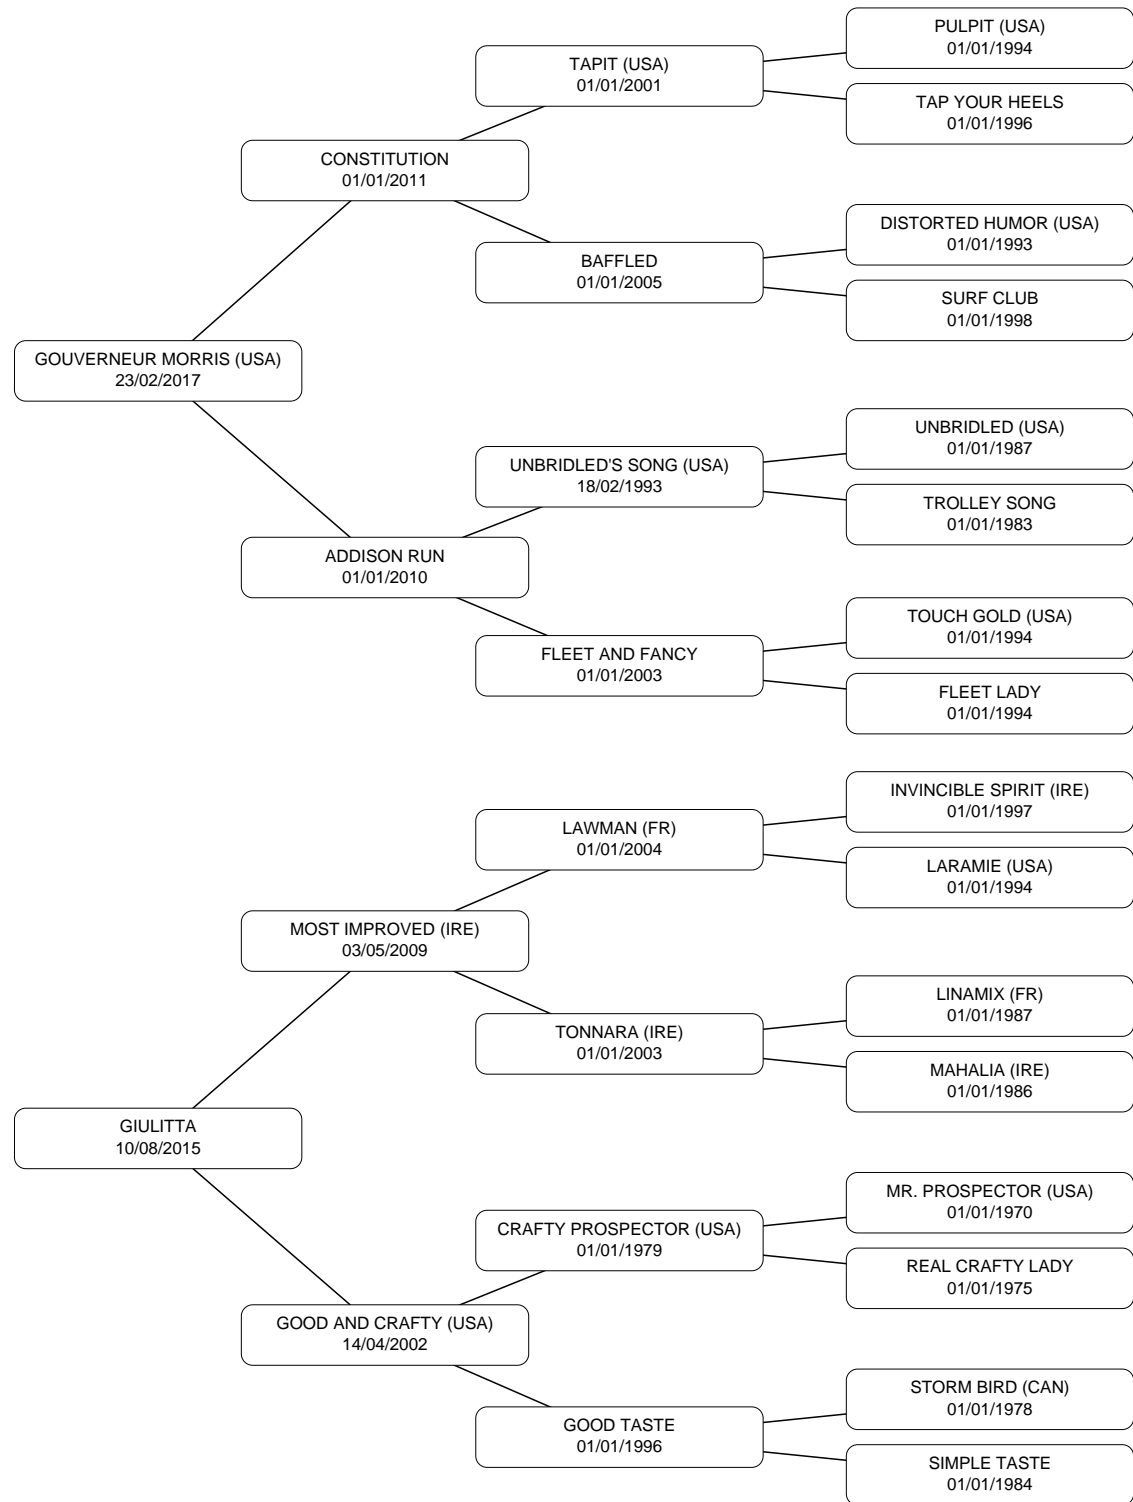 PULPIT (USA)
01/01/1994
TAPIT (USA)
01/01/2001
TAP YOUR HEELS
01/01/1996
CONSTITUTION
01/01/2011
DISTORTED HUMOR (USA)
01/01/1993
BAFFLED
01/01/2005
SURF CLUB
01/01/1998
GOUVERNEUR MORRIS (USA)
23/02/2017
UNBRIDLED (USA)
01/01/1987
UNBRIDLED'S SONG (USA)
18/02/1993
TROLLEY SONG
01/01/1983
ADDISON RUN
01/01/2010
TOUCH GOLD (USA)
01/01/1994
FLEET AND FANCY
01/01/2003
FLEET LADY
01/01/1994
INVINCIBLE SPIRIT (IRE)
01/01/1997
LAWMAN (FR)
01/01/2004
LARAMIE (USA)
01/01/1994
MOST IMPROVED (IRE)
03/05/2009
LINAMIX (FR)
01/01/1987
TONNARA (IRE)
01/01/2003
MAHALIA (IRE)
01/01/1986
GIULITTA
10/08/2015
MR. PROSPECTOR (USA)
01/01/1970
CRAFTY PROSPECTOR (USA)
01/01/1979
REAL CRAFTY LADY
01/01/1975
GOOD AND CRAFTY (USA)
14/04/2002
STORM BIRD (CAN)
01/01/1978
GOOD TASTE
01/01/1996
SIMPLE TASTE
01/01/1984